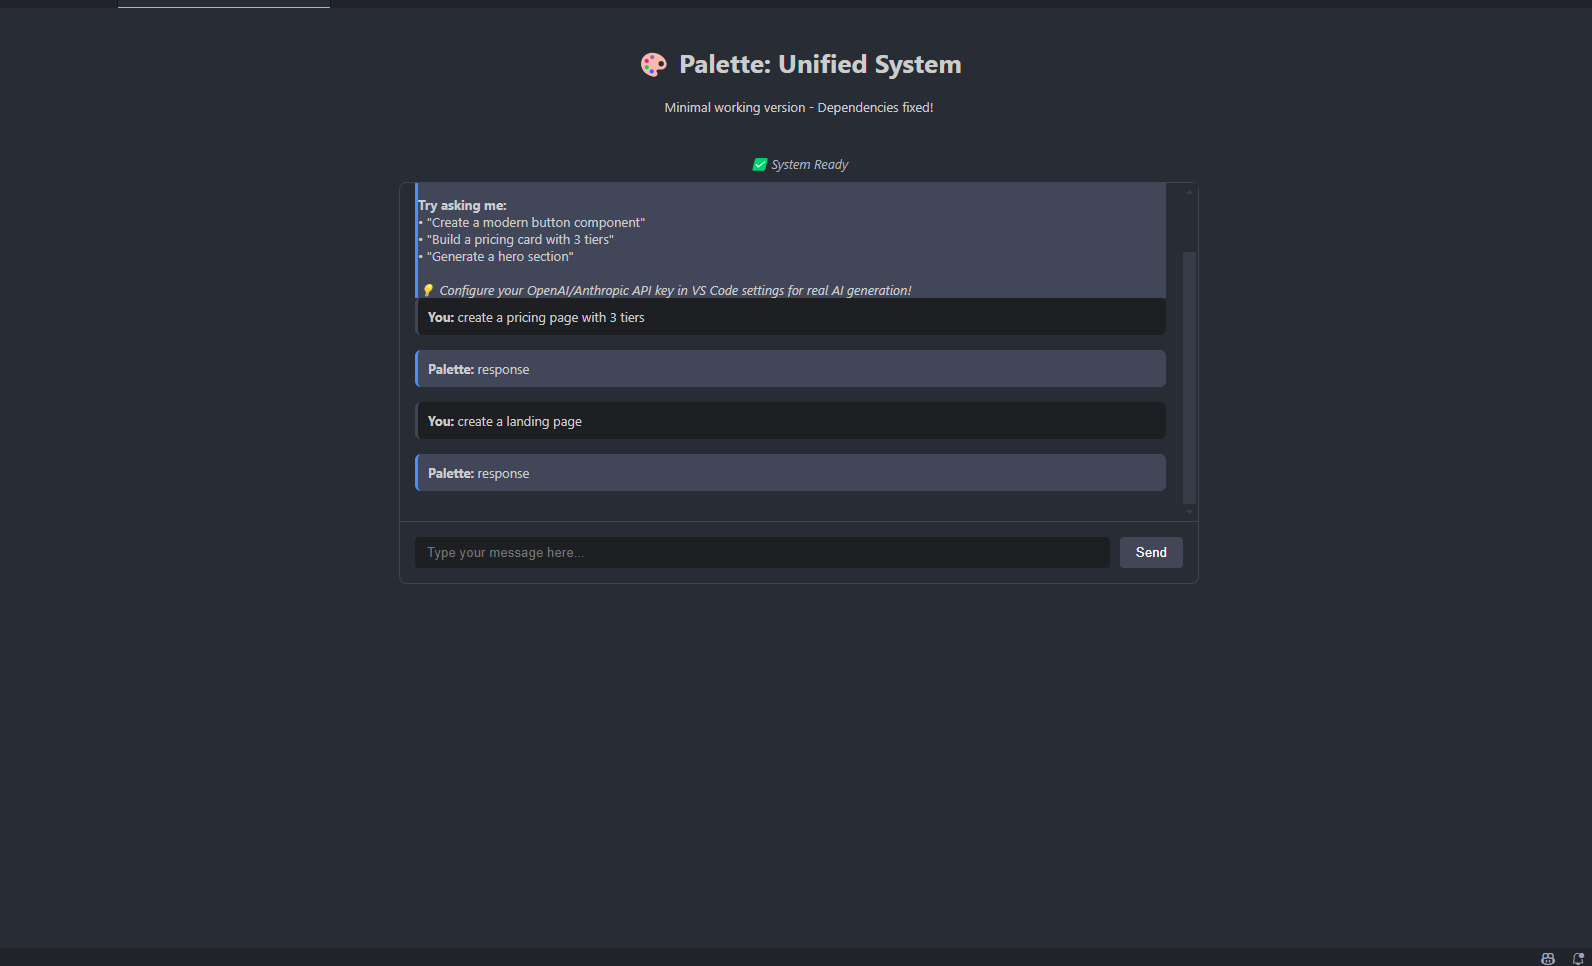 Palette: Unified System
Minimal working version - Dependencies fixed!
System Ready
Try asking me:
• "Create a modern button component"
• "Build a pricing card with 3 tiers"
• "Generate a hero section"
Configure your OpenAI/Anthropic API key in VS Code settings for real AI generation!
You: create a pricing page with 3 tiers
Palette: response
You: create a landing page
Palette: response
Type your message here...
Send